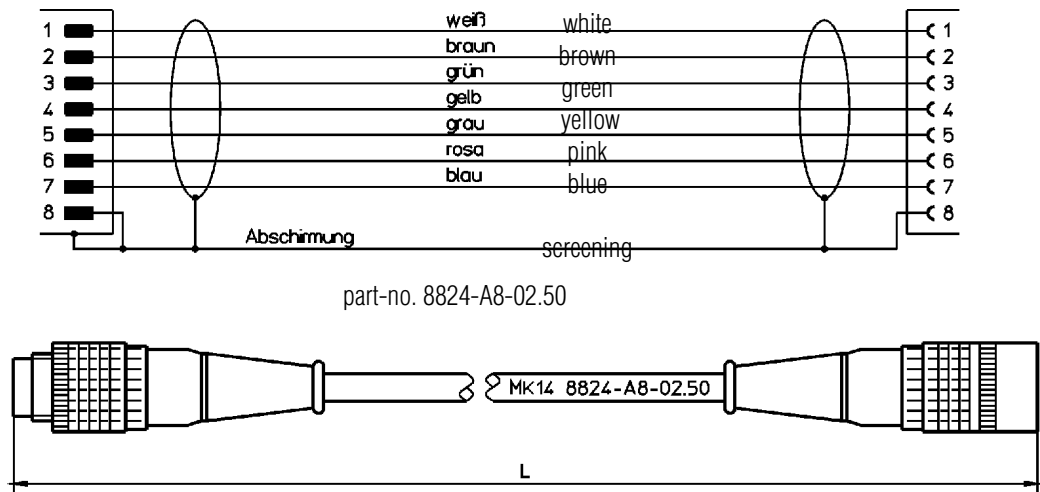 1 weiß white 1
2 braun brown 2
3 grün green 3
4 gelb yellow 4
5 grau yellow 5
6 rosa pink 6
7 blau blue 7
8 8
Abschirmung screening
part-no. 8824-A8-02.50
MK14 8824-A8-02.50
L